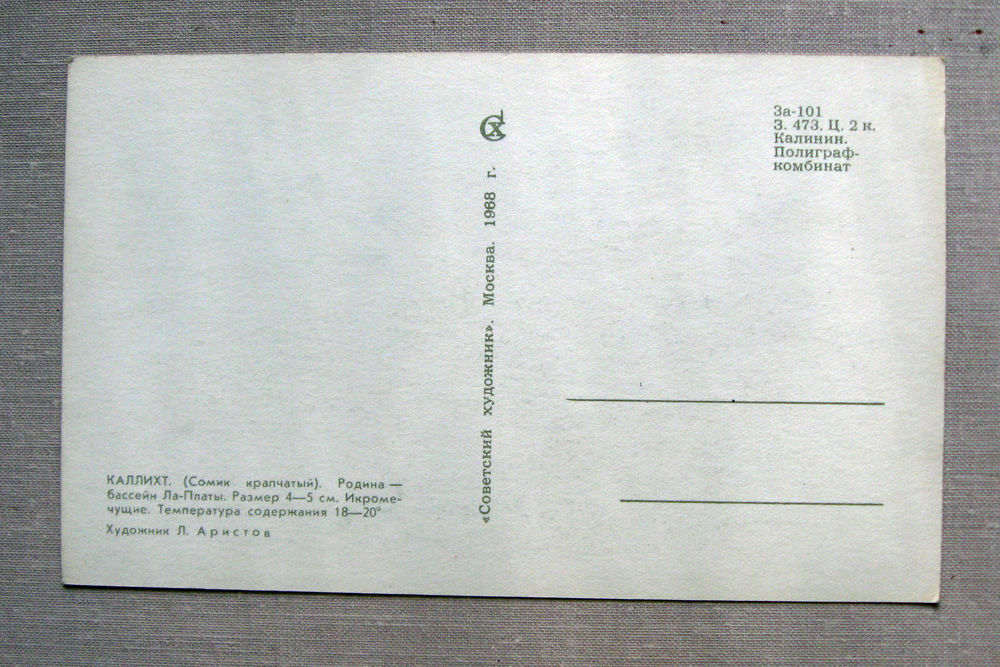 КАЛЛИХТ. (Сомик крапчатый). Родина —
бассейн Ла-Платы. Размер 4—5 см. Икроме-
чущие. Температура содержания 18—20°
Художник Л. Аристов
«Советский художник». Москва. 1968 г.
СХ
За-101
З. 473. Ц. 2 к.
Калинин.
Полиграф-
комбинат